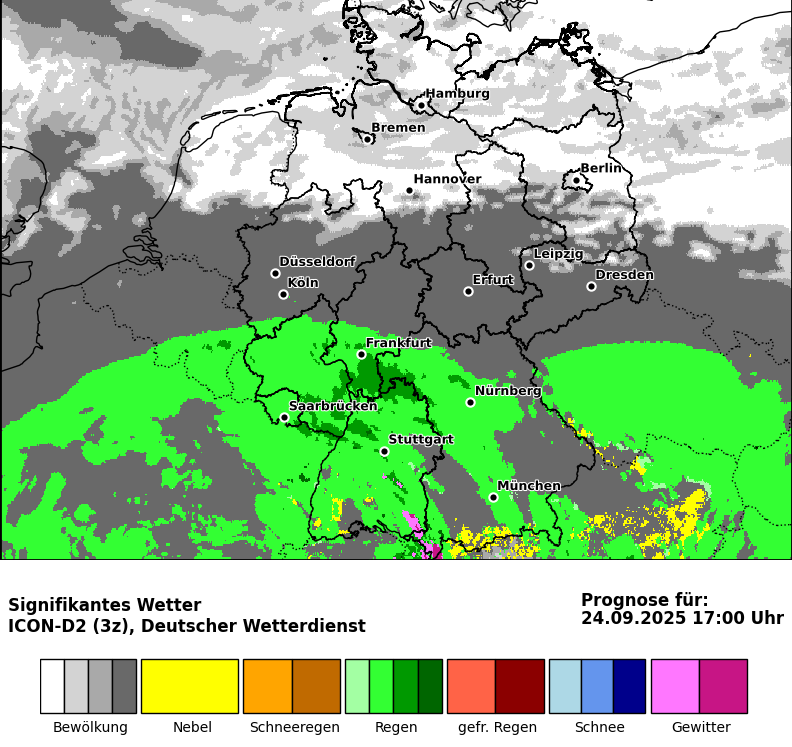 Hamburg
Bremen
Berlin
Hannover
Leipzig
Düsseldorf
Dresden
Köln
Erfurt
Frankfurt
Nürnberg
Saarbrücken
Stuttgart
München
Signifikantes Wetter
ICON-D2 (3z), Deutscher Wetterdienst
Prognose für:
24.09.2025 17:00 Uhr
Bewölkung Nebel Schneeregen Regen gefr. Regen Schnee Gewitter